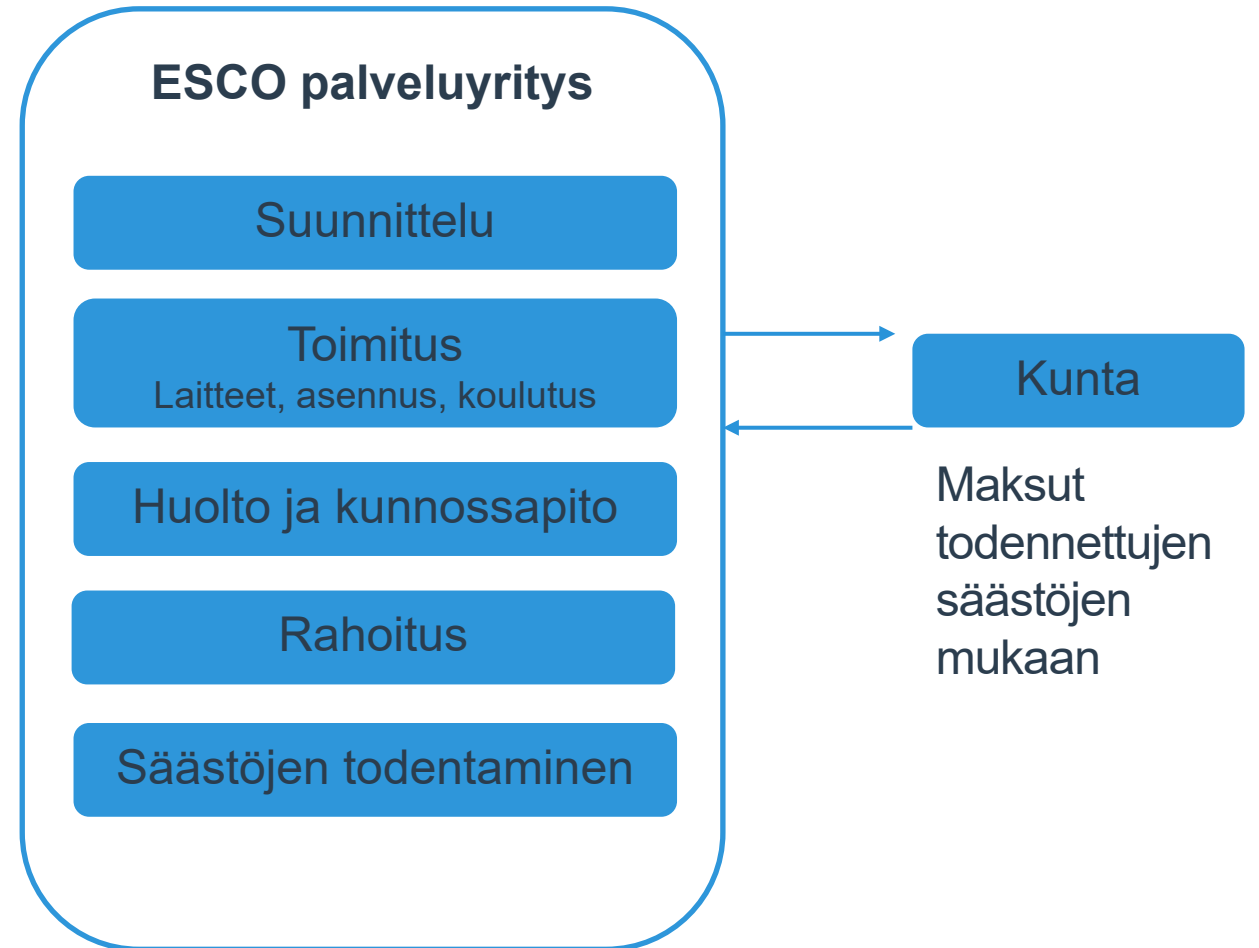 ESCO palveluyritys
Suunnittelu
Toimitus
Laitteet, asennus, koulutus
Huolto ja kunnossapito
Rahoitus
Säästöjen todentaminen
Kunta
Maksut
todennettujen
säästöjen
mukaan